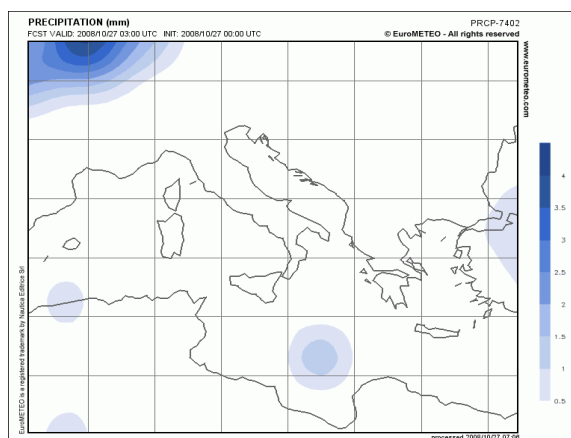 PRECIPITATION (mm)
PRCP-7402
FCST VALID: 2008/10/27 03:00 UTC INIT: 2008/10/27 00:00 UTC
© EuroMETEO - All rights reserved
www.eurometeo.com
4
3.5
3
2.5
2
1.5
1
0.5
EuroMETEO is a registered trademark by Nautica Editrice Srl
processed 2008/10/27 07:06